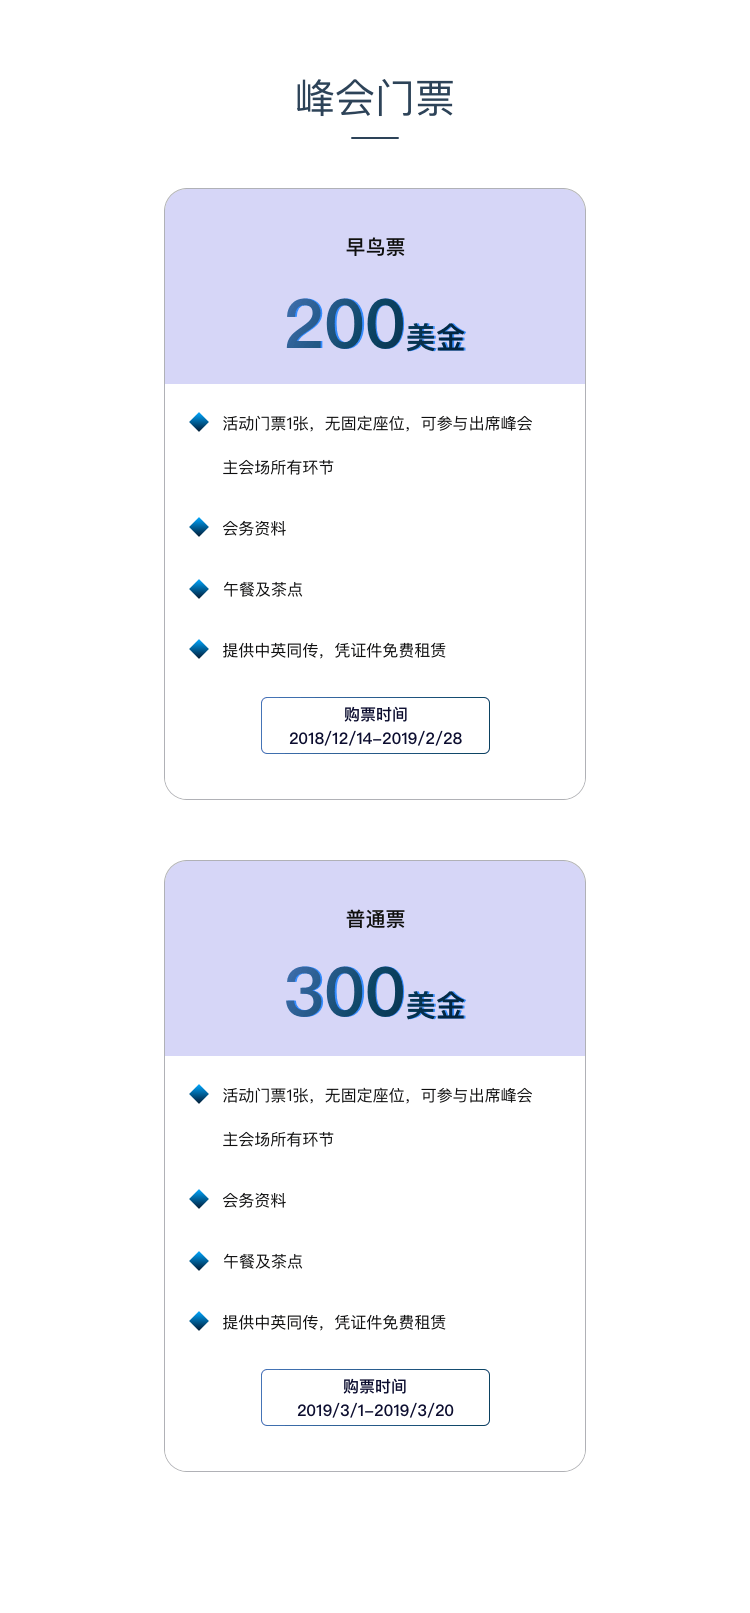 峰会门票
早鸟票
200美金
活动门票1张，无固定座位，可参与出席峰会
主会场所有环节
会务资料
午餐及茶点
提供中英同传，凭证件免费租赁
购票时间
2018/12/14-2019/2/28
普通票
300美金
活动门票1张，无固定座位，可参与出席峰会
主会场所有环节
会务资料
午餐及茶点
提供中英同传，凭证件免费租赁
购票时间
2019/3/1-2019/3/20